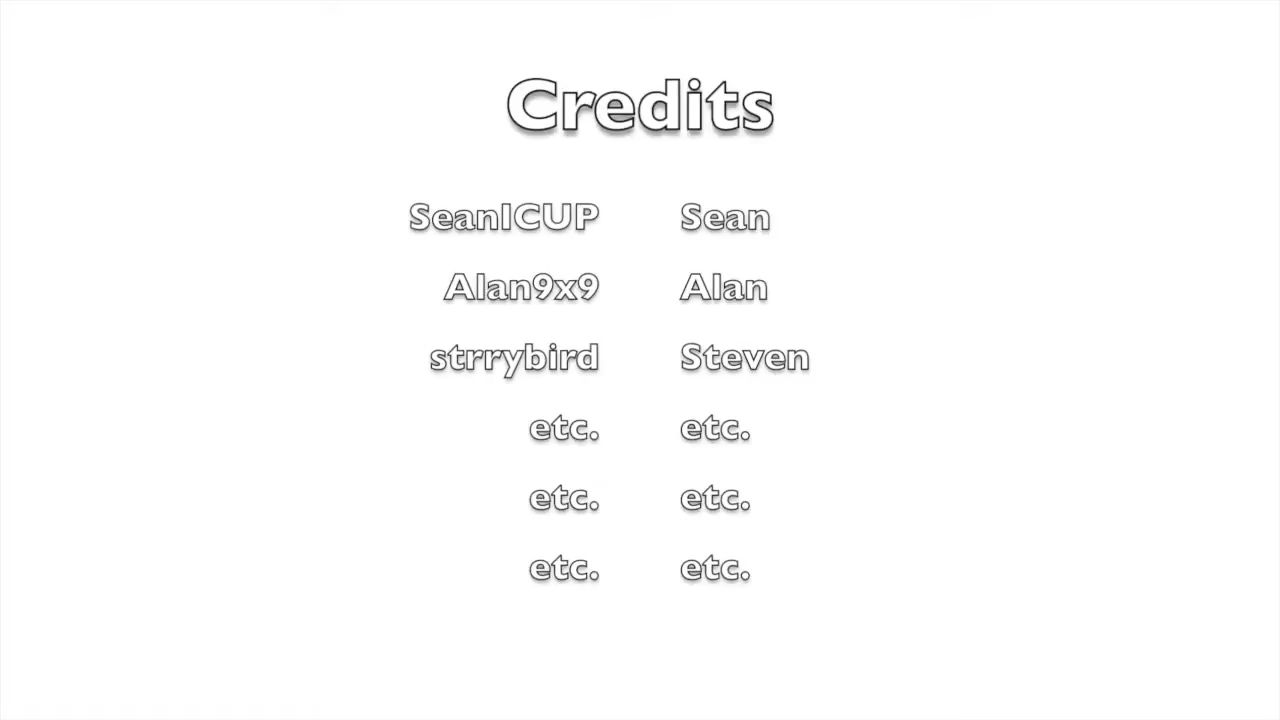 Credits
SeanICUP Sean
Alan9x9 Alan
strrybird Steven
etc. etc.
etc. etc.
etc. etc.